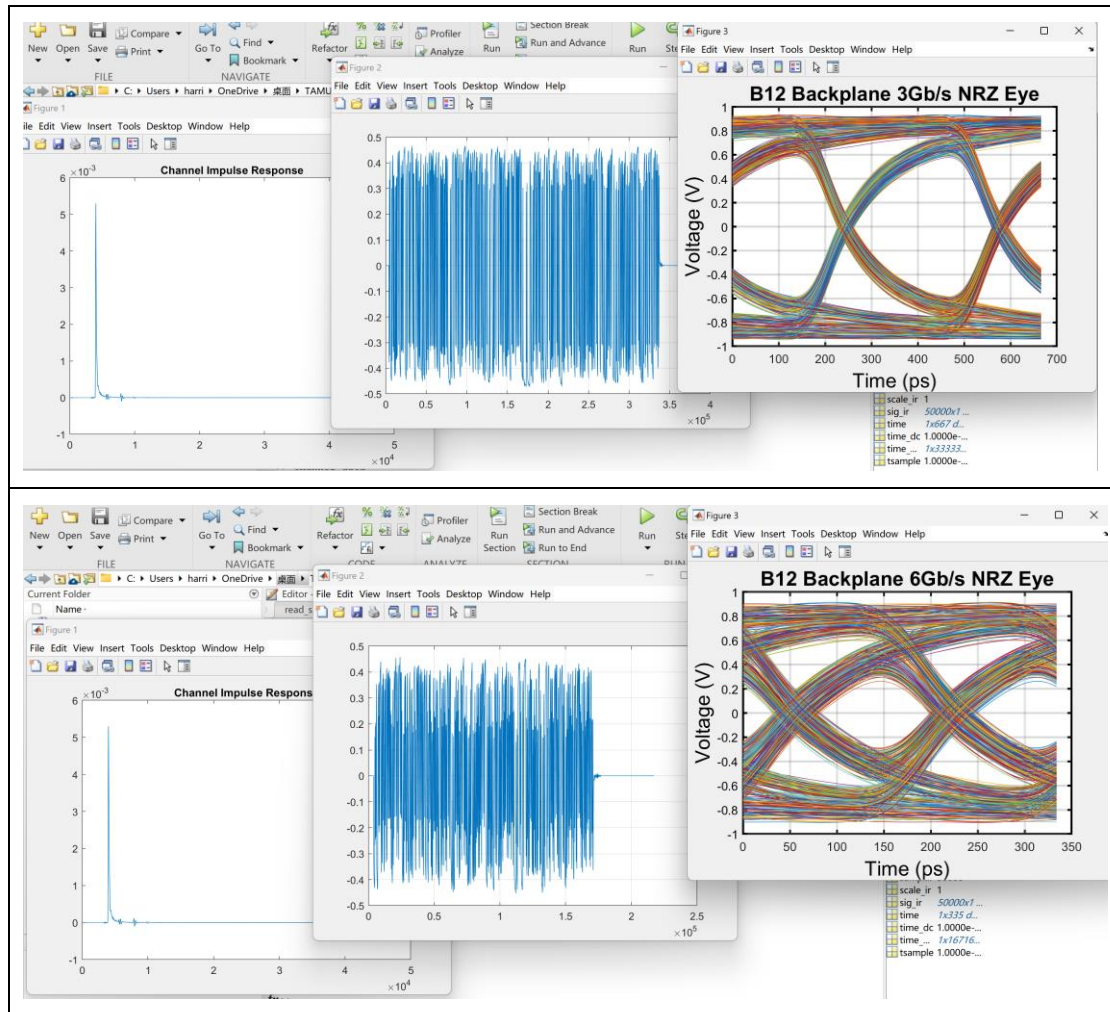 Compare
Print
New Open Save
FILE
Go To
Find
Bookmark
NAVIGATE
Refactor
Profiler
Analyze
Run
Section Break
Run and Advance
Run
C: Users harri OneDrive 桌面 TAMU
Figure 1
File Edit View Insert Tools Desktop Window Help
Channel Impulse Response
×10⁻³
6
5
4
3
2
1
0
-1
0 1 2 3 4 5
×10⁴
Figure 2
File Edit View Insert Tools Desktop Window Help
0.5
0.4
0.3
0.2
0.1
0
-0.1
-0.2
-0.3
-0.4
-0.5
0 0.5 1 1.5 2 2.5 3 3.5 4
×10⁵
Figure 3
File Edit View Insert Tools Desktop Window Help
B12 Backplane 3Gb/s NRZ Eye
Voltage (V)
1
0.8
0.6
0.4
0.2
0
-0.2
-0.4
-0.6
-0.8
-1
0 100 200 300 400 500 600 700
Time (ps)
scale_ir 1
sig_ir 50000x1 ...
time 1x667 d...
time_dc 1.0000e-...
time_... 1x33333...
tsample 1.0000e-...
New Open Save
Compare
Print
FILE
Go To
Find
Bookmark
NAVIGATE
Refactor
CODE
Profiler
Analyze
ANALYZE
Run
Section
Section Break
Run and Advance
Run to End
SECTION
Run
C: Users harri OneDrive 桌面
Current Folder
Name
Editor -
read_s
Figure 1
File Edit View Insert Tools Desktop Window Help
Channel Impulse Respons
×10⁻³
6
5
4
3
2
1
0
-1
0 1 2 3 4 5
×10⁴
Figure 2
File Edit View Insert Tools Desktop Window Help
0.5
0.4
0.3
0.2
0.1
0
-0.1
-0.2
-0.3
-0.4
-0.5
0 0.5 1 1.5 2 2.5
×10⁵
Figure 3
File Edit View Insert Tools Desktop Window Help
B12 Backplane 6Gb/s NRZ Eye
Voltage (V)
1
0.8
0.6
0.4
0.2
0
-0.2
-0.4
-0.6
-0.8
-1
0 50 100 150 200 250 300 350
Time (ps)
scale_ir 1
sig_ir 50000x1 ...
time 1x335 d...
time_dc 1.0000e-...
time_... 1x16716...
tsample 1.0000e-...